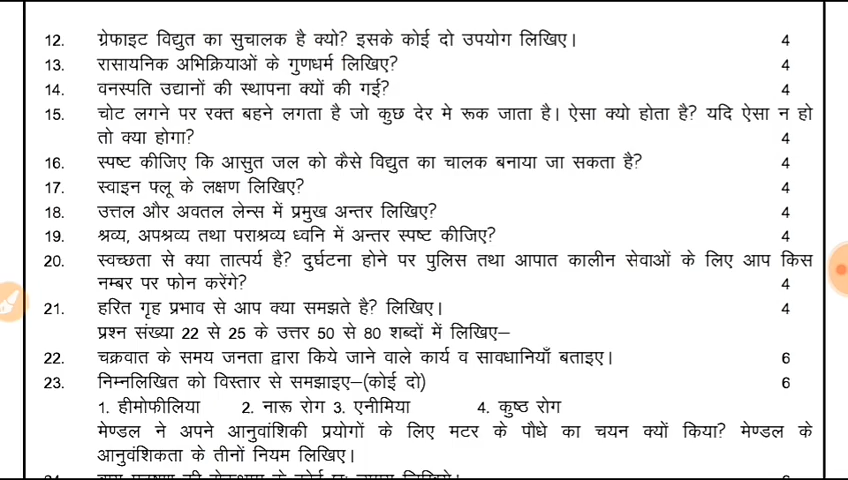 12. ग्रेफाइट विद्युत का सुचालक है क्यो? इसके कोई दो उपयोग लिखिए। 4
13. रासायनिक अभिक्रियाओं के गुणधर्म लिखिए? 4
14. वनस्पति उद्यानों की स्थापना क्यों की गई? 4
15. चोट लगने पर रक्त बहने लगता है जो कुछ देर मे रूक जाता है। ऐसा क्यो होता है? यदि ऐसा न हो
तो क्या होगा? 4
16. स्पष्ट कीजिए कि आसुत जल को कैसे विद्युत का चालक बनाया जा सकता है? 4
17. स्वाइन फ्लू के लक्षण लिखिए? 4
18. उत्तल और अवतल लेन्स में प्रमुख अन्तर लिखिए? 4
19. श्रव्य, अपश्रव्य तथा पराश्रव्य ध्वनि में अन्तर स्पष्ट कीजिए? 4
20. स्वच्छता से क्या तात्पर्य है? दुर्घटना होने पर पुलिस तथा आपात कालीन सेवाओं के लिए आप किस
नम्बर पर फोन करेंगे? 4
21. हरित गृह प्रभाव से आप क्या समझते है? लिखिए। 4
प्रश्न संख्या 22 से 25 के उत्तर 50 से 80 शब्दों में लिखिए–
22. चक्रवात के समय जनता द्वारा किये जाने वाले कार्य व सावधानियाँ बताइए। 6
23. निम्नलिखित को विस्तार से समझाइए–(कोई दो) 6
1. हीमोफीलिया 2. नारू रोग 3. एनीमिया 4. कुष्ठ रोग
मेण्डल ने अपने आनुवांशिकी प्रयोगों के लिए मटर के पौधे का चयन क्यों किया? मेण्डल के
आनुवंशिकता के तीनों नियम लिखिए।